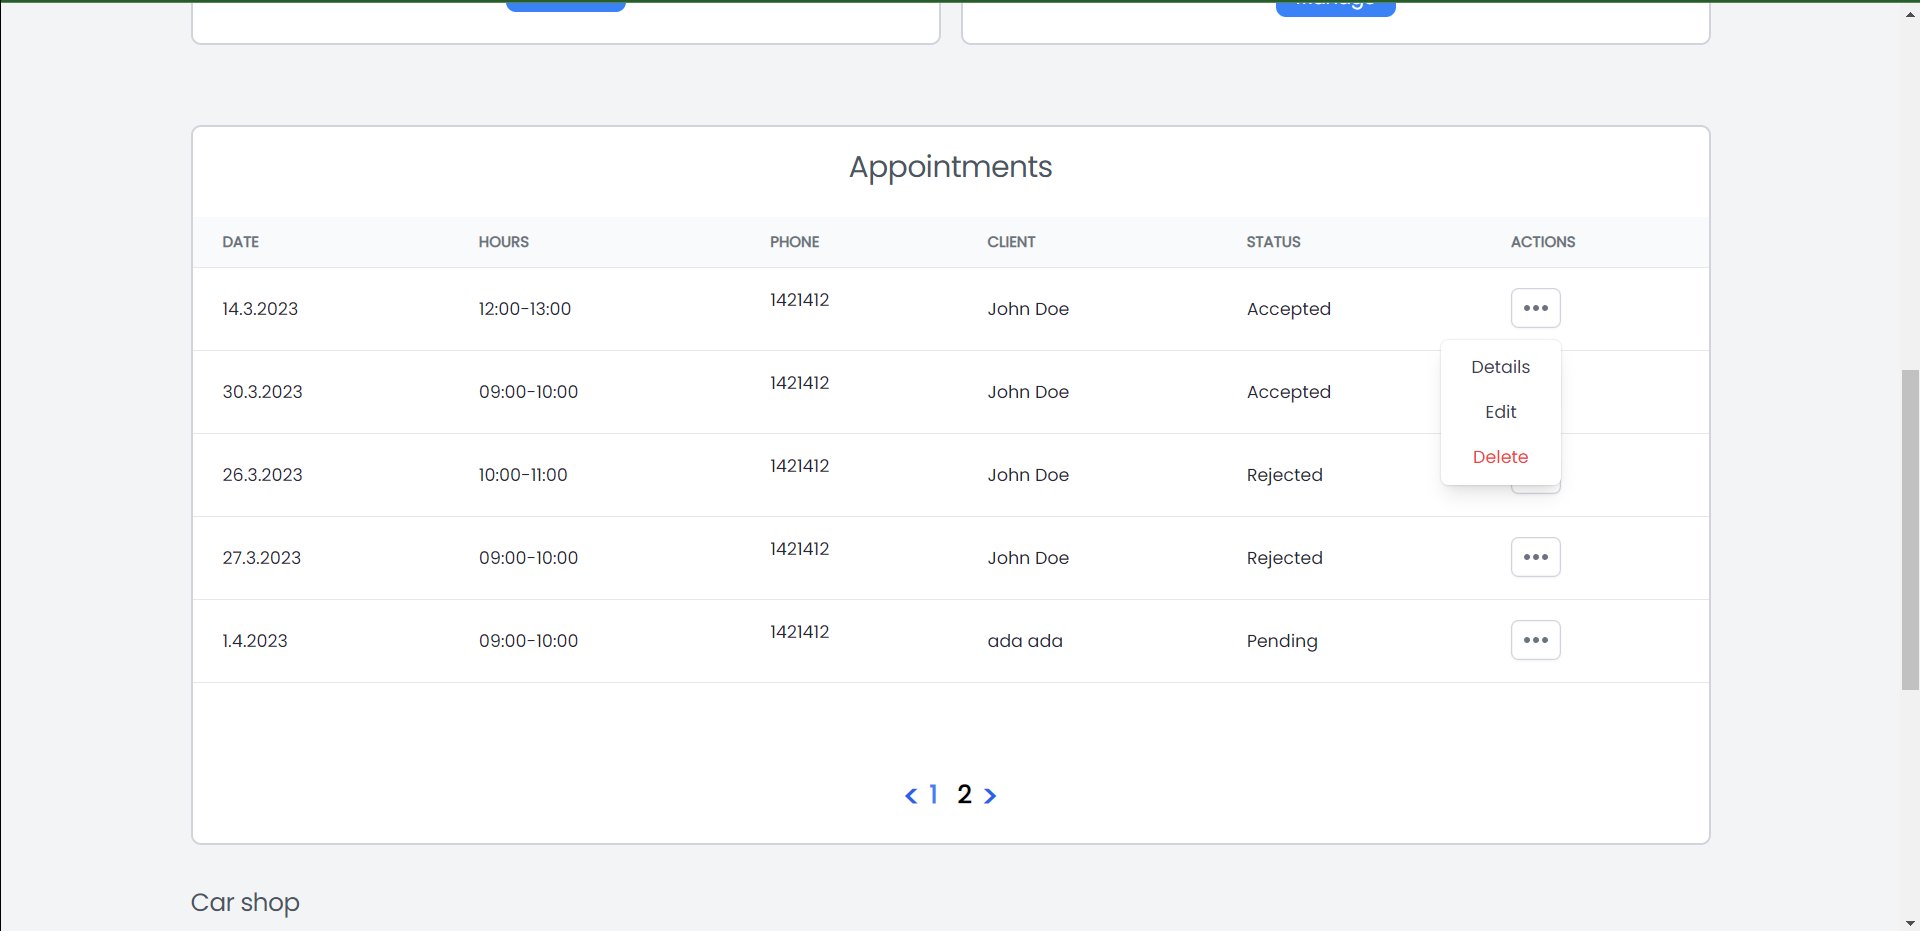 Manage
Appointments
DATE HOURS PHONE CLIENT STATUS ACTIONS
14.3.2023 12:00-13:00 1421412 John Doe Accepted
30.3.2023 09:00-10:00 1421412 John Doe Accepted
Details
Edit
Delete
26.3.2023 10:00-11:00 1421412 John Doe Rejected
27.3.2023 09:00-10:00 1421412 John Doe Rejected
1.4.2023 09:00-10:00 1421412 ada ada Pending
< 1 2 >
Car shop